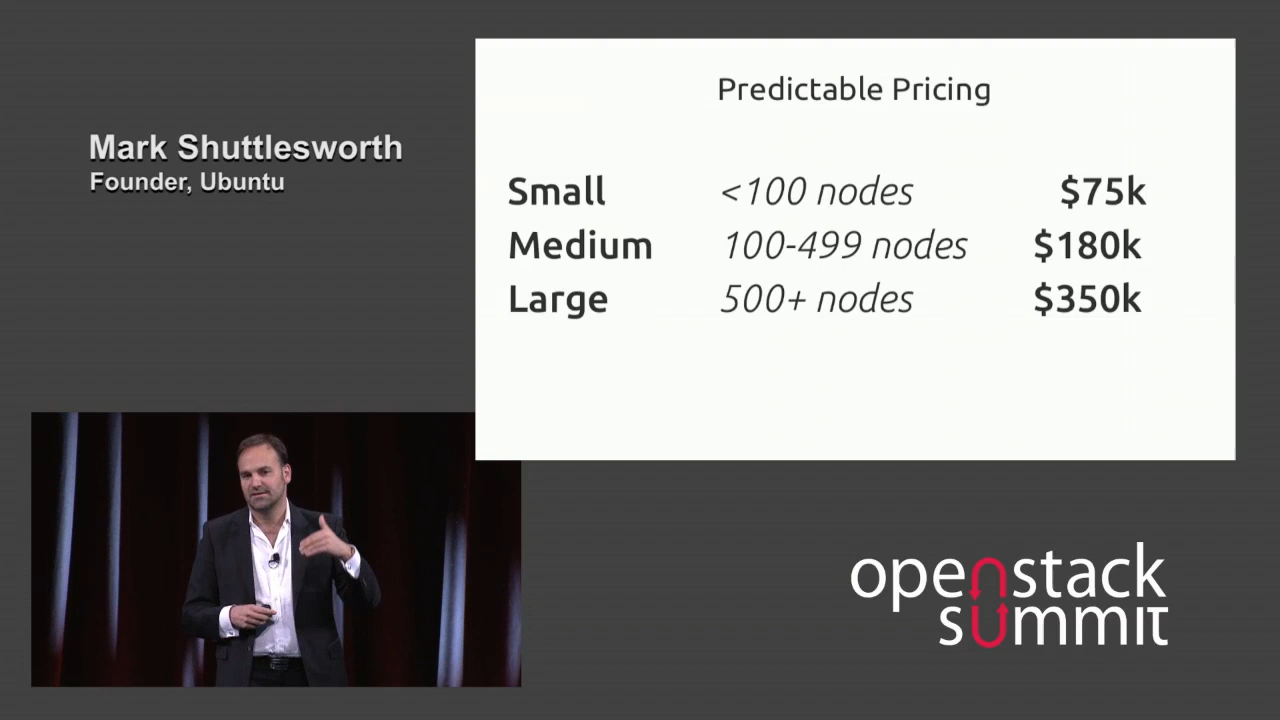 Mark Shuttlesworth
Founder, Ubuntu
Predictable Pricing
Small <100 nodes $75k
Medium 100-499 nodes $180k
Large 500+ nodes $350k
openstack
summit